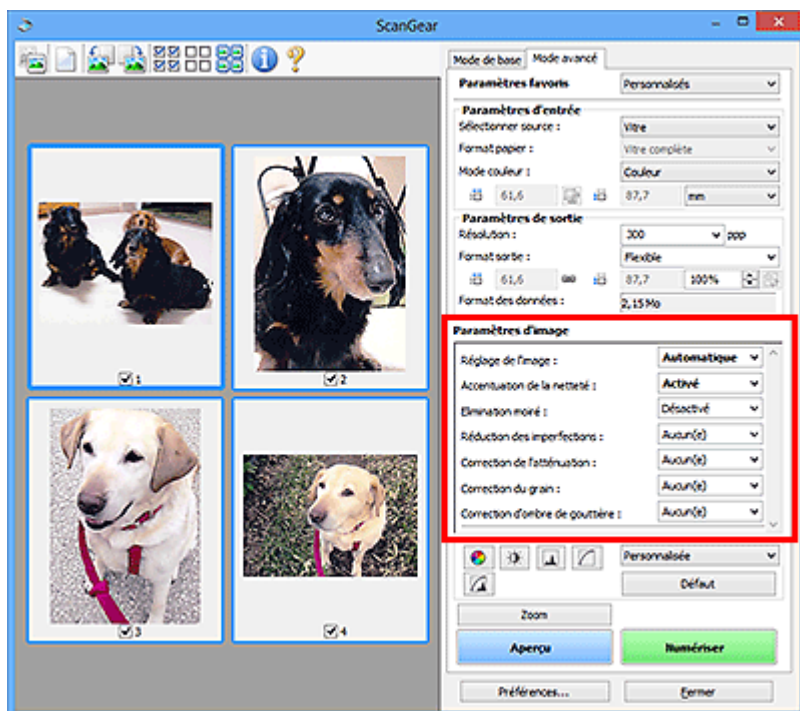 ScanGear
Mode de base Mode avancé
Paramètres favoris Personnalisés
Paramètres d'entrée
Sélectionner source : Vitre
Format papier : Vitre complète
Mode couleur : Couleur
61,6 87,7 mm
Paramètres de sortie
Résolution : 300 ppp
Format sortie : Flexible
61,6 87,7 100%
Format des données : 2,15 Mo
Paramètres d'image
Réglage de l'image : Automatique
Accentuation de la netteté : Activé
Elimination moiré : Désactivé
Réduction des imperfections : Aucun(e)
Correction de l'atténuation : Aucun(e)
Correction du grain : Aucun(e)
Correction d'ombre de gouttière : Aucun(e)
Personnalisée
Défaut
Zoom
Aperçu Numériser
Préférences... Fermer
1
2
3
4